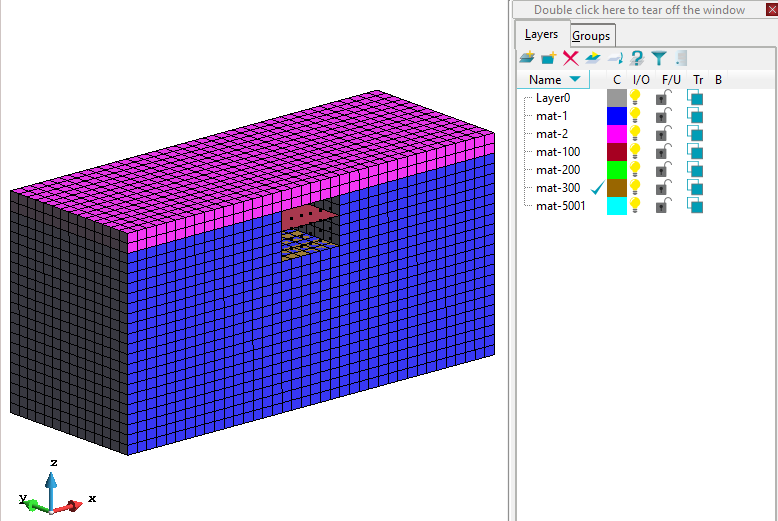 Double click here to tear off the window
Layers
Groups
Name C I/O F/U Tr B
Layer0
mat-1
mat-2
mat-100
mat-200
mat-300
mat-5001
z
y
x